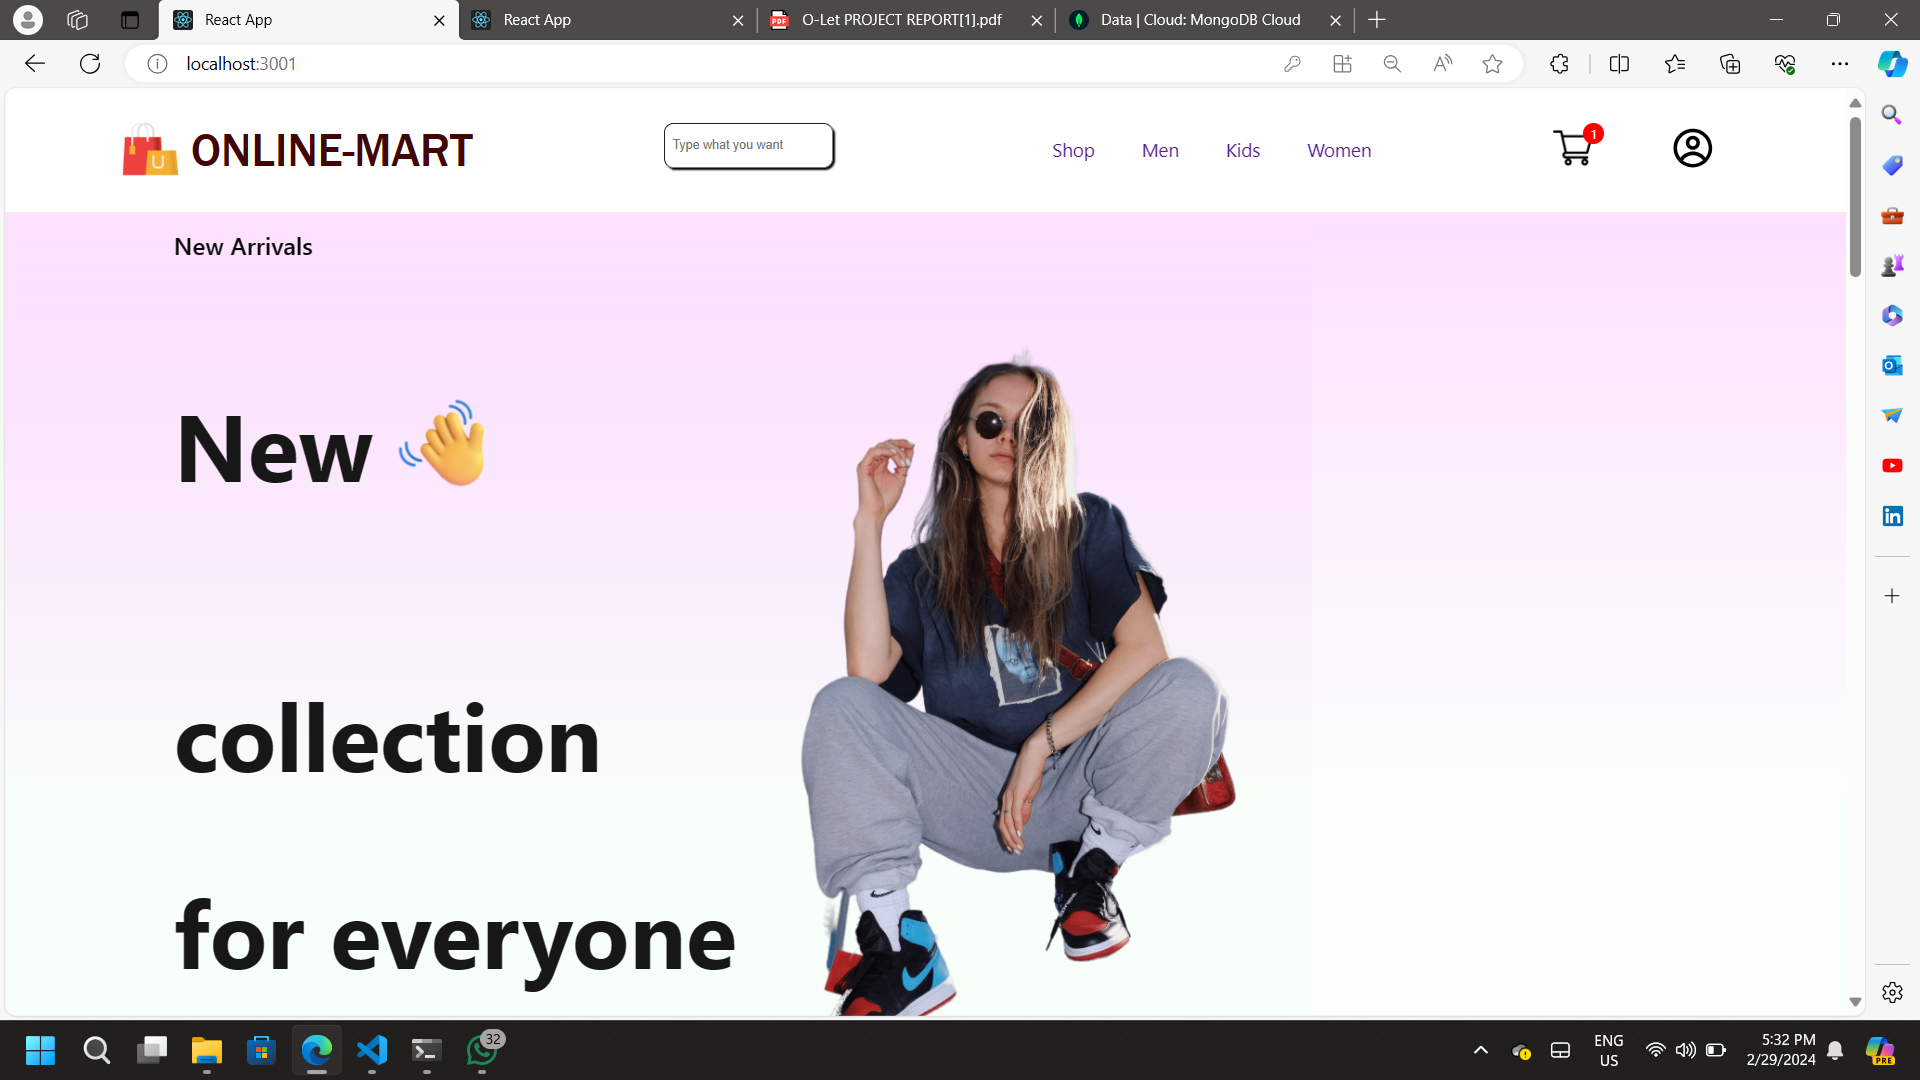 React App
React App
O-Let PROJECT REPORT[1].pdf
Data | Cloud: MongoDB Cloud
localhost:3001
ONLINE-MART
Type what you want
Shop
Men
Kids
Women
1
New Arrivals
New
collection
for everyone
32
ENG
US
5:32 PM
2/29/2024
PRE